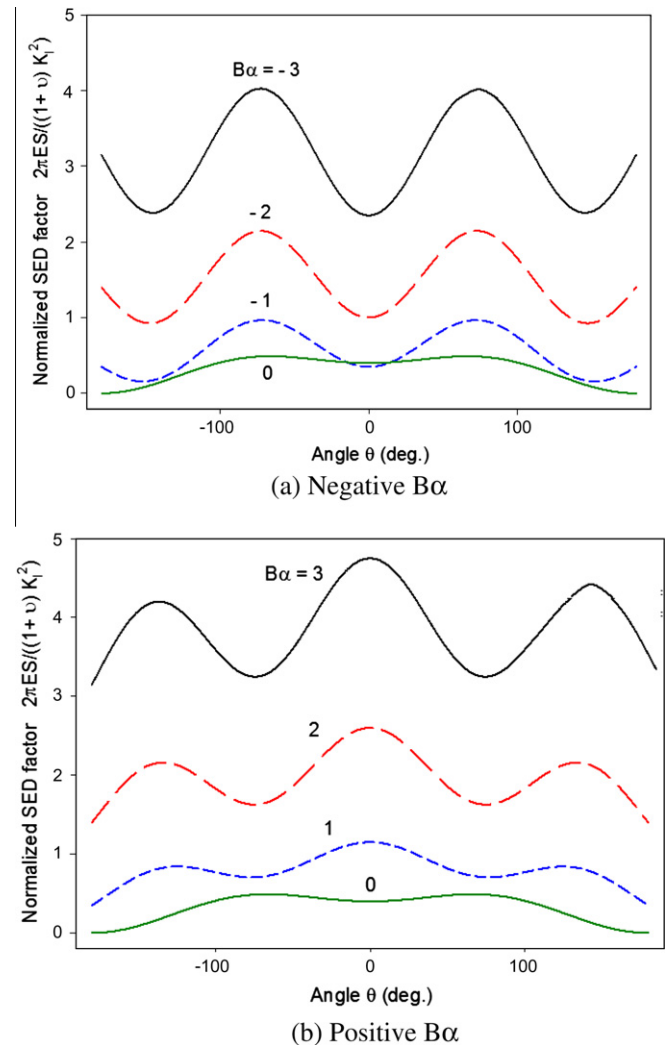 5
4
3
2
1
0
Normalized SED factor 2πES/((1+ υ) K_I^2)
Bα = - 3
- 2
- 1
0
-100 0 100
Angle θ (deg.)
(a) Negative Bα
5
4
3
2
1
0
Normalized SED factor 2πES/((1+ υ) K_I^2)
Bα = 3
2
1
0
-100 0 100
Angle θ (deg.)
(b) Positive Bα